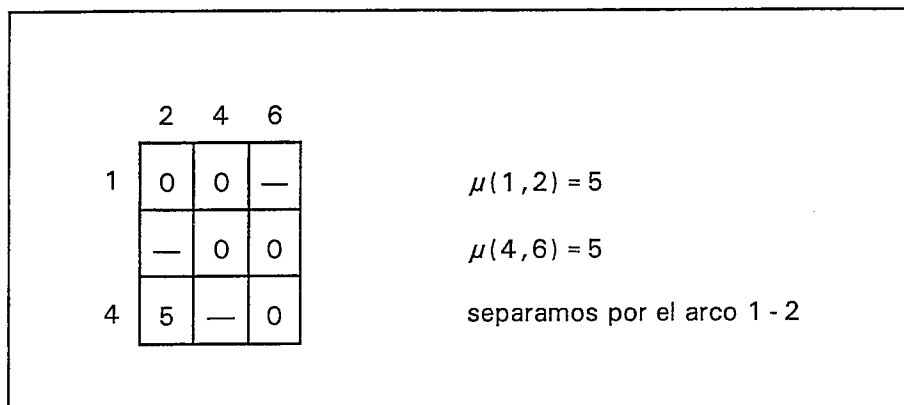 2 4 6
1 0 0 — μ(1,2) = 5
— 0 0 μ(4,6) = 5
4 5 — 0 separamos por el arco 1 - 2